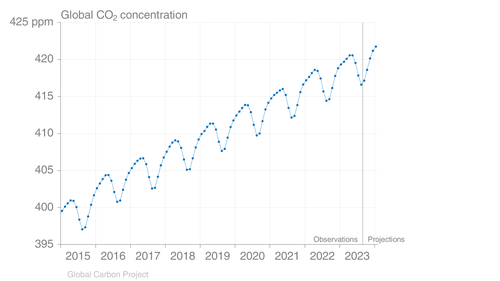 Global CO₂ concentration
425 ppm
420
415
410
405
400
395
Observations Projections
2015 2016 2017 2018 2019 2020 2021 2022 2023
Global Carbon Project